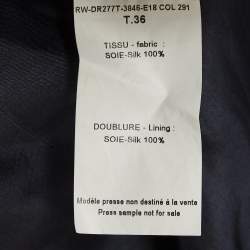 RW-DR277T-3846-E18 COL 291
T.36
TISSU - fabric :
SOIE-Silk 100%
DOUBLURE - Lining :
SOIE-Silk 100%
Modèle presse non destiné à la vente
Press sample not for sale